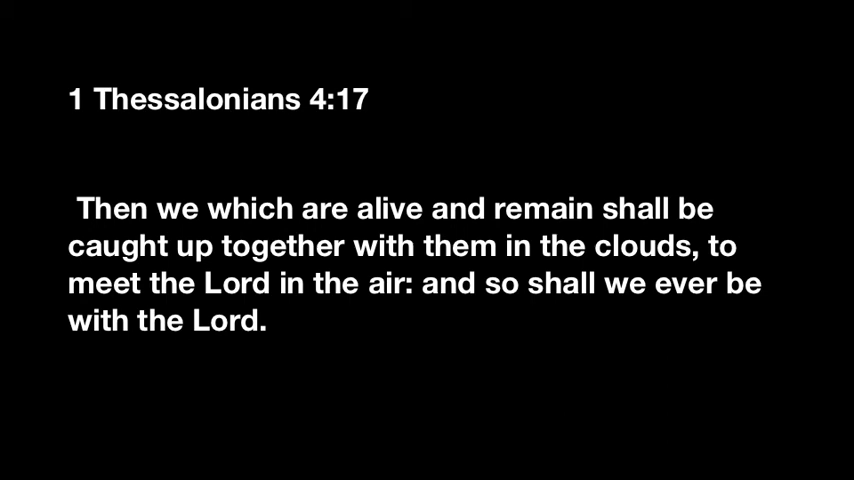 1 Thessalonians 4:17
Then we which are alive and remain shall be
caught up together with them in the clouds, to
meet the Lord in the air: and so shall we ever be
with the Lord.